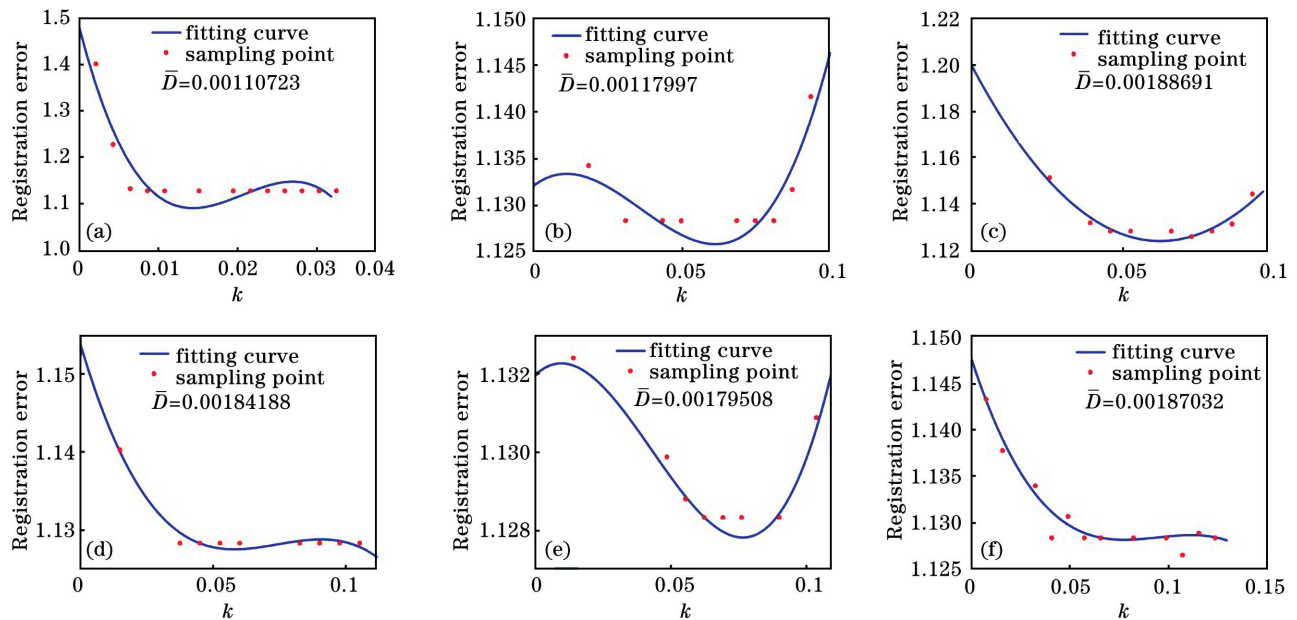 1.5
1.4
1.3
1.2
1.1
1.0
Registration error
fitting curve
sampling point
D̄=0.00110723
(a)
0 0.01 0.02 0.03 0.04
k
1.150
1.145
1.140
1.135
1.130
1.125
Registration error
fitting curve
sampling point
D̄=0.00117997
(b)
0 0.05 0.1
k
1.22
1.20
1.18
1.16
1.14
1.12
Registration error
fitting curve
sampling point
D̄=0.00188691
(c)
0 0.05 0.1
k
1.15
1.14
1.13
Registration error
fitting curve
sampling point
D̄=0.00184188
(d)
0 0.05 0.1
k
1.132
1.130
1.128
Registration error
fitting curve
sampling point
D̄=0.00179508
(e)
0 0.05 0.1
k
1.150
1.145
1.140
1.135
1.130
1.125
Registration error
fitting curve
sampling point
D̄=0.00187032
(f)
0 0.05 0.1 0.15
k